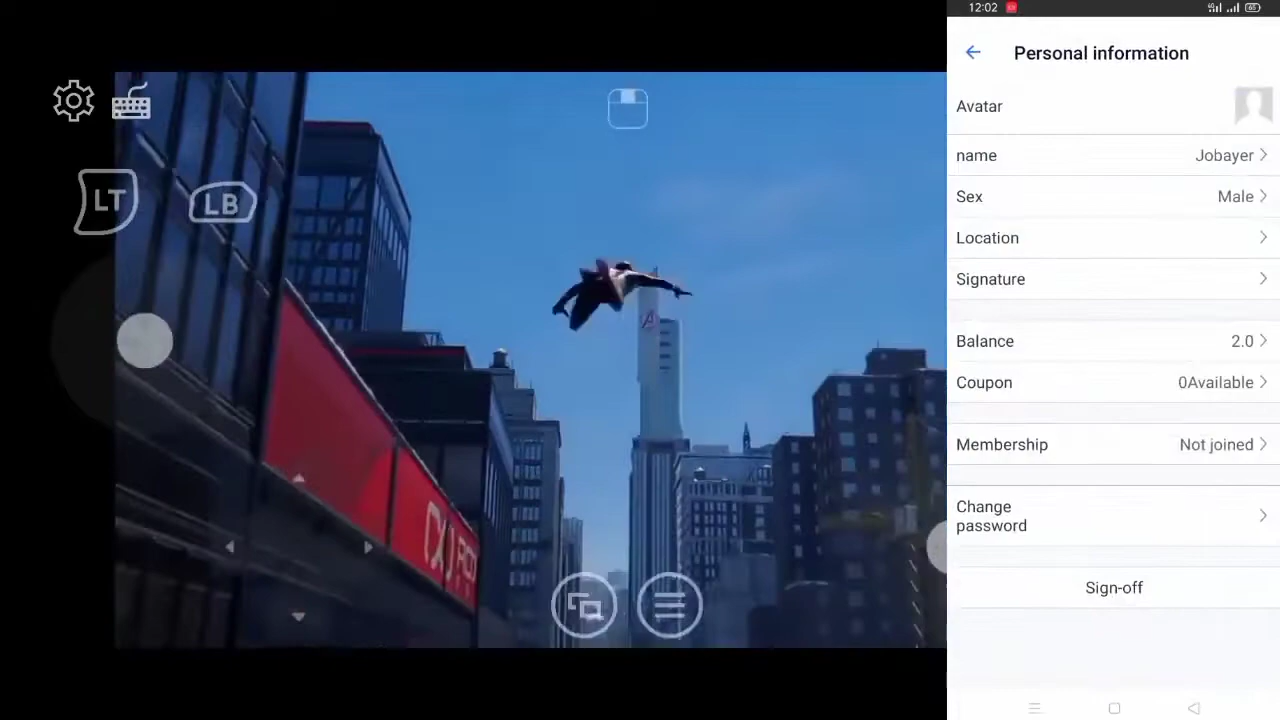 12:02
Personal information
Avatar
name Jobayer
Sex Male
Location
Signature
Balance 2.0
Coupon 0Available
Membership Not joined
Change
password
Sign-off
LT
LB